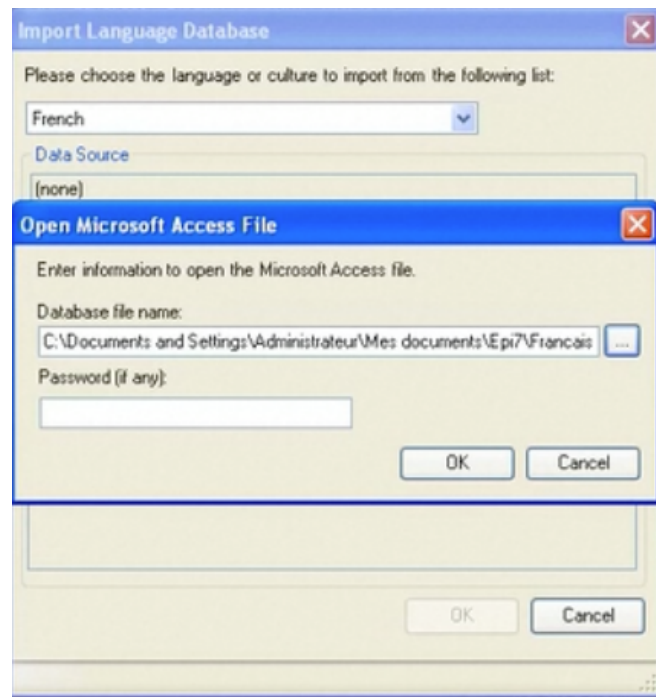 Import Language Database
Please choose the language or culture to import from the following list:
French
Data Source
(none)
Open Microsoft Access File
Enter information to open the Microsoft Access file.
Database file name:
C:\Documents and Settings\Administrateur\Mes documents\Epi7\Francais
...
Password (if any):
OK Cancel
OK Cancel